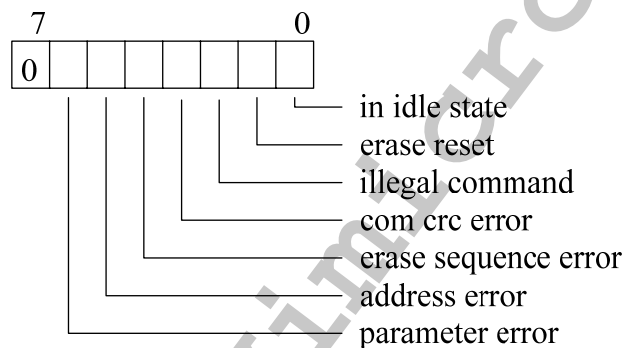 7 0
0
in idle state
erase reset
illegal command
com crc error
erase sequence error
address error
parameter error